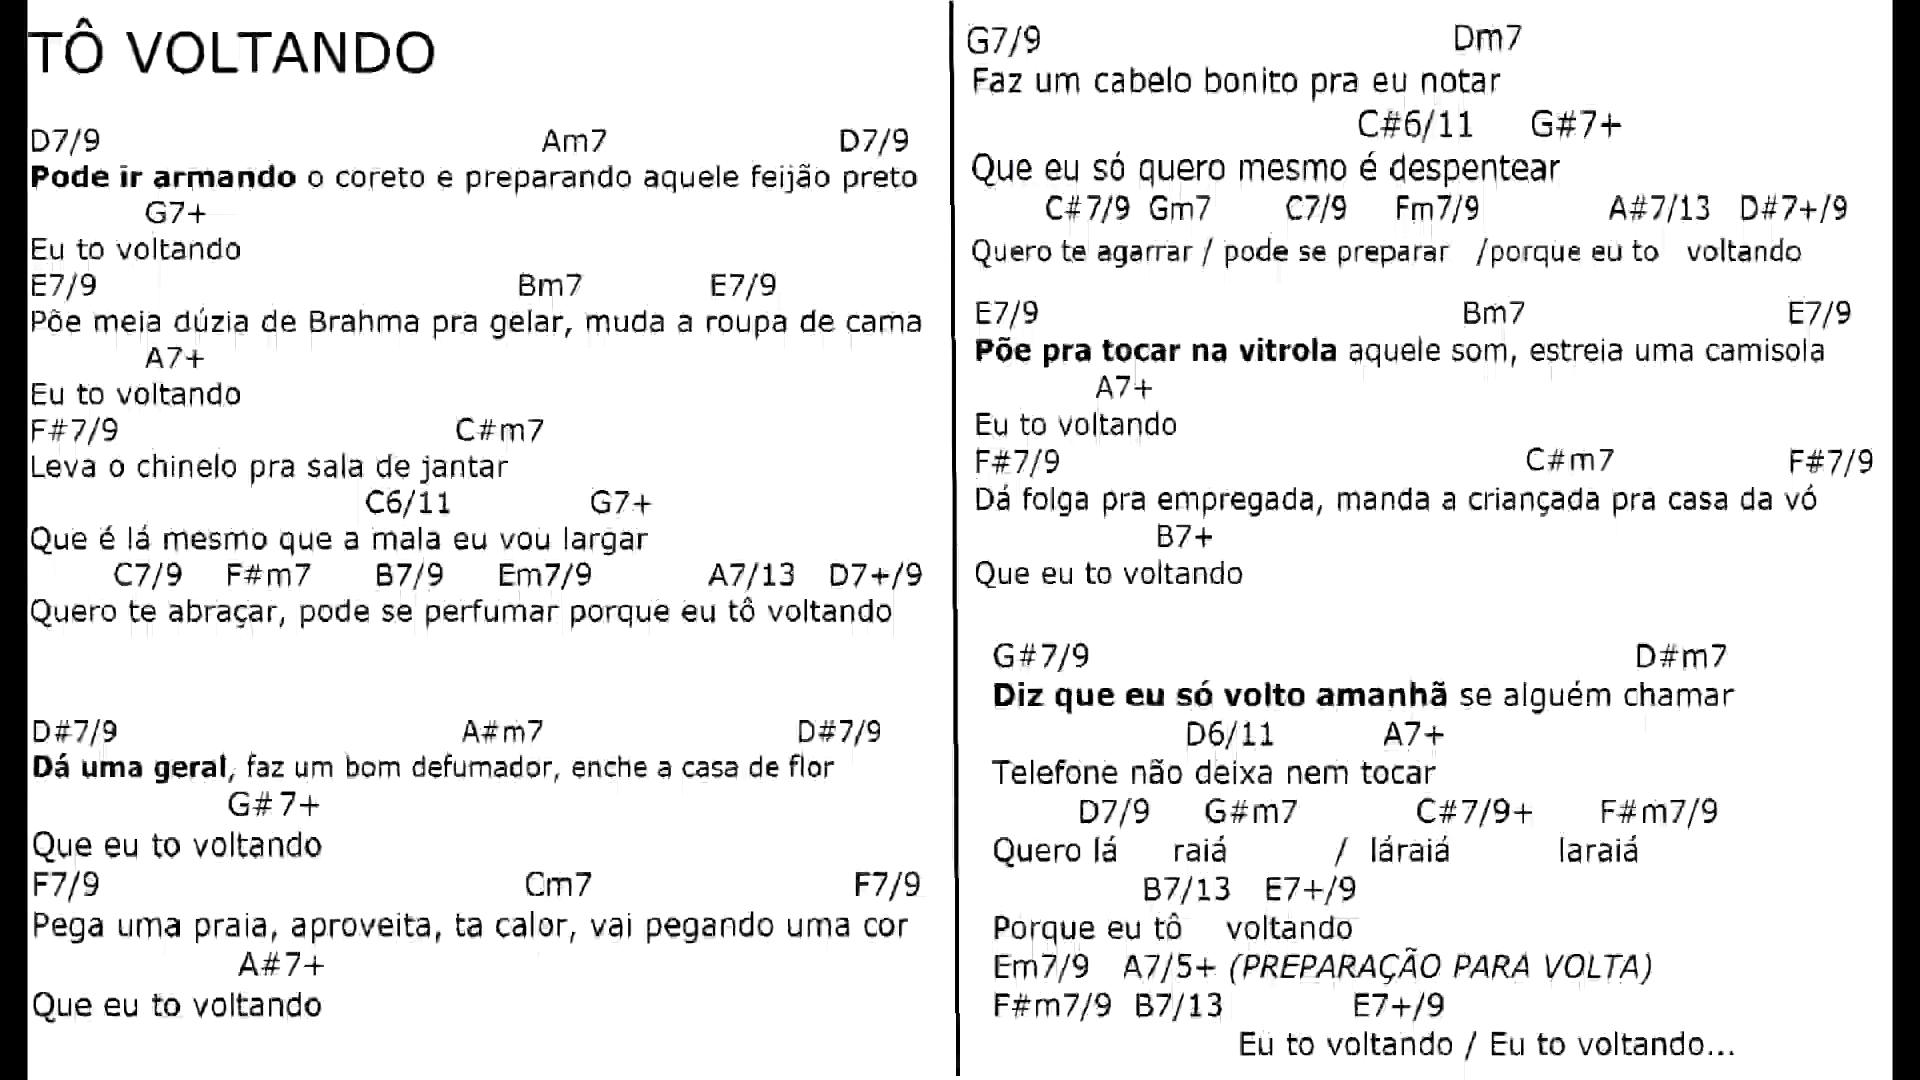 TÔ VOLTANDO
D7/9 Am7 D7/9
Pode ir armando o coreto e preparando aquele feijão preto
G7+
Eu to voltando
E7/9 Bm7 E7/9
Põe meia dúzia de Brahma pra gelar, muda a roupa de cama
A7+
Eu to voltando
F#7/9 C#m7
Leva o chinelo pra sala de jantar
C6/11 G7+
Que é lá mesmo que a mala eu vou largar
C7/9 F#m7 B7/9 Em7/9 A7/13 D7+/9
Quero te abraçar, pode se perfumar porque eu tô voltando
D#7/9 A#m7 D#7/9
Dá uma geral, faz um bom defumador, enche a casa de flor
G#7+
Que eu to voltando
F7/9 Cm7 F7/9
Pega uma praia, aproveita, ta calor, vai pegando uma cor
A#7+
Que eu to voltando
G7/9 Dm7
Faz um cabelo bonito pra eu notar
C#6/11 G#7+
Que eu só quero mesmo é despentear
C#7/9 Gm7 C7/9 Fm7/9 A#7/13 D#7+/9
Quero te agarrar / pode se preparar /porque eu to voltando
E7/9 Bm7 E7/9
Põe pra tocar na vitrola aquele som, estreia uma camisola
A7+
Eu to voltando
F#7/9 C#m7 F#7/9
Dá folga pra empregada, manda a criançada pra casa da vó
B7+
Que eu to voltando
G#7/9 D#m7
Diz que eu só volto amanhã se alguém chamar
D6/11 A7+
Telefone não deixa nem tocar
D7/9 G#m7 C#7/9+ F#m7/9
Quero lá raiá / láraiá laraiá
B7/13 E7+/9
Porque eu tô voltando
Em7/9 A7/5+ (PREPARAÇÃO PARA VOLTA)
F#m7/9 B7/13 E7+/9
Eu to voltando / Eu to voltando...